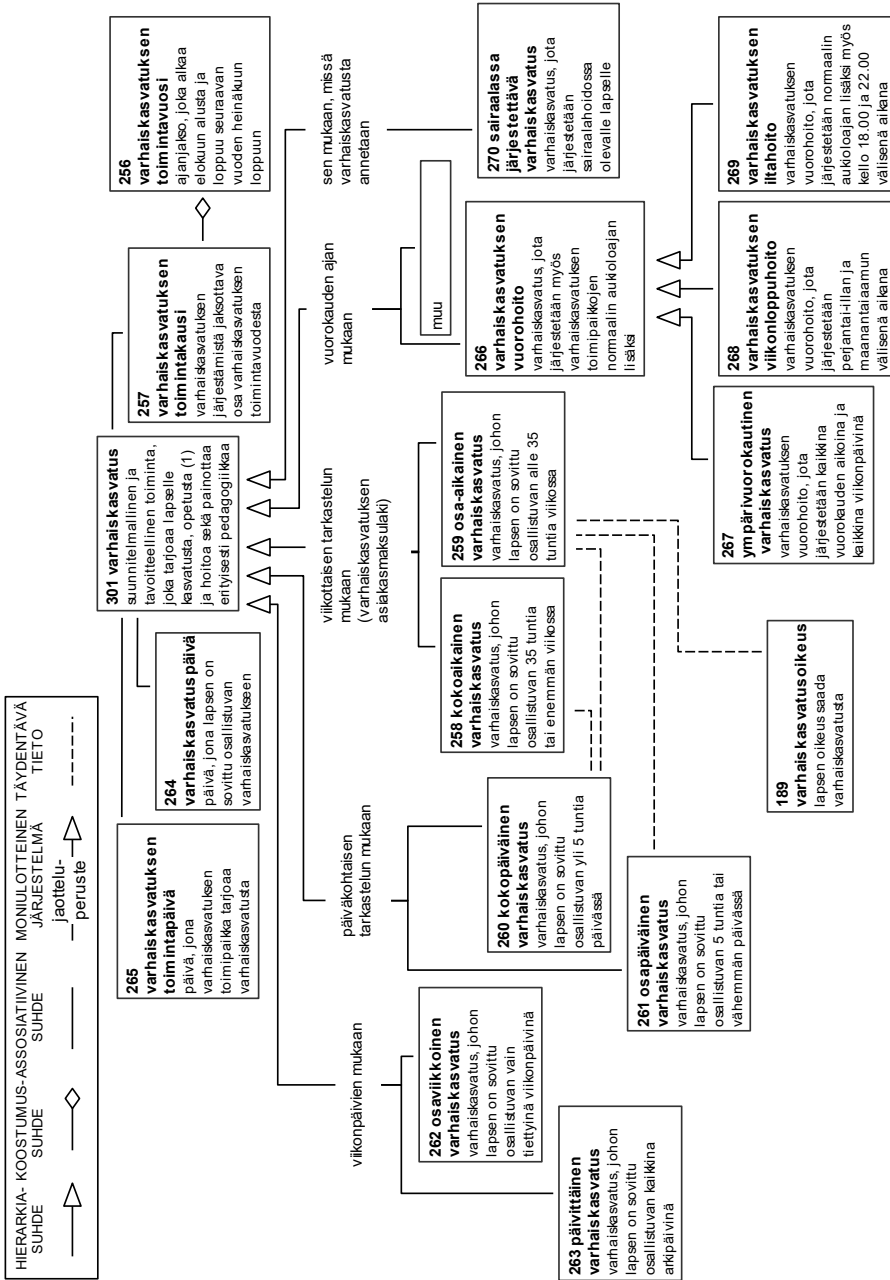 HIERARKIA-
SUHDE
KOOSTUMUS-
SUHDE
ASSOSIATIIVINEN
SUHDE
MONIULOTTEINEN
JÄRJESTELMÄ
jaottelu-
peruste
TÄYDENTÄVÄ
TIETO
265
varhaiskasvatuksen
toimintapäivä
päivä, jona
varhaiskasvatuksen
toimipaikka tarjoaa
varhaiskasvatusta
264
varhaiskasvatuspäivä
päivä, jona lapsen on
sovittu osallistuvan
varhaiskasvatukseen
301 varhaiskasvatus
suunnitelmallinen ja
tavoitteellinen toiminta,
joka tarjoaa lapselle
kasvatusta, opetusta (1)
ja hoitoa sekä painottaa
erityisesti pedagogiikkaa
257
varhaiskasvatuksen
toimintakausi
varhaiskasvatuksen
järjestämistä jaksottava
osa varhaiskasvatuksen
toimintavuodesta
256
varhaiskasvatuksen
toimintavuosi
ajanjakso, joka alkaa
elokuun alusta ja
loppuu seuraavan
vuoden heinäkuun
loppuun
viikonpäivien mukaan
päiväkohtaisen
tarkastelun mukaan
viikottaisen tarkastelun
mukaan
(varhaiskasvatuksen
asiakasmaksulaki)
vuorokauden ajan
mukaan
sen mukaan, missä
varhaiskasvatusta
annetaan
262 osaviikkoinen
varhaiskasvatus
varhaiskasvatus, johon
lapsen on sovittu
osallistuvan vain
tiettyinä viikonpäivinä
263 päivittäinen
varhaiskasvatus
varhaiskasvatus, johon
lapsen on sovittu
osallistuvan kaikkina
arkipäivinä
260 kokopäiväinen
varhaiskasvatus
varhaiskasvatus, johon
lapsen on sovittu
osallistuvan yli 5 tuntia
päivässä
261 osapäiväinen
varhaiskasvatus
varhaiskasvatus, johon
lapsen on sovittu
osallistuvan 5 tuntia tai
vähemmän päivässä
258 kokoaikainen
varhaiskasvatus
varhaiskasvatus, johon
lapsen on sovittu
osallistuvan 35 tuntia
tai enemmän viikossa
259 osa-aikainen
varhaiskasvatus
varhaiskasvatus, johon
lapsen on sovittu
osallistuvan alle 35
tuntia viikossa
189
varhaiskasvatusoikeus
lapsen oikeus saada
varhaiskasvatusta
266
varhaiskasvatuksen
vuorohoito
varhaiskasvatus, jota
järjestetään myös
varhaiskasvatuksen
toimipaikkojen
normaalin aukioloajan
lisäksi
muu
270 sairaalassa
järjestettävä
varhaiskasvatus
varhaiskasvatus, jota
järjestetään
sairaalahoidossa
olevalle lapselle
267
ympärivuorokautinen
varhaiskasvatus
varhaiskasvatuksen
vuorohoito, jota
järjestetään kaikkina
vuorokauden aikoina ja
kaikkina viikonpäivinä
268
varhaiskasvatuksen
viikonloppuhoito
varhaiskasvatuksen
vuorohoito, jota
järjestetään
perjantai-illan ja
maanantaiaamun
välisenä aikana
269
varhaiskasvatuksen
iltahoito
varhaiskasvatuksen
vuorohoito, jota
järjestetään normaalin
aukioloajan lisäksi myös
kello 18.00 ja 22.00
välisenä aikana